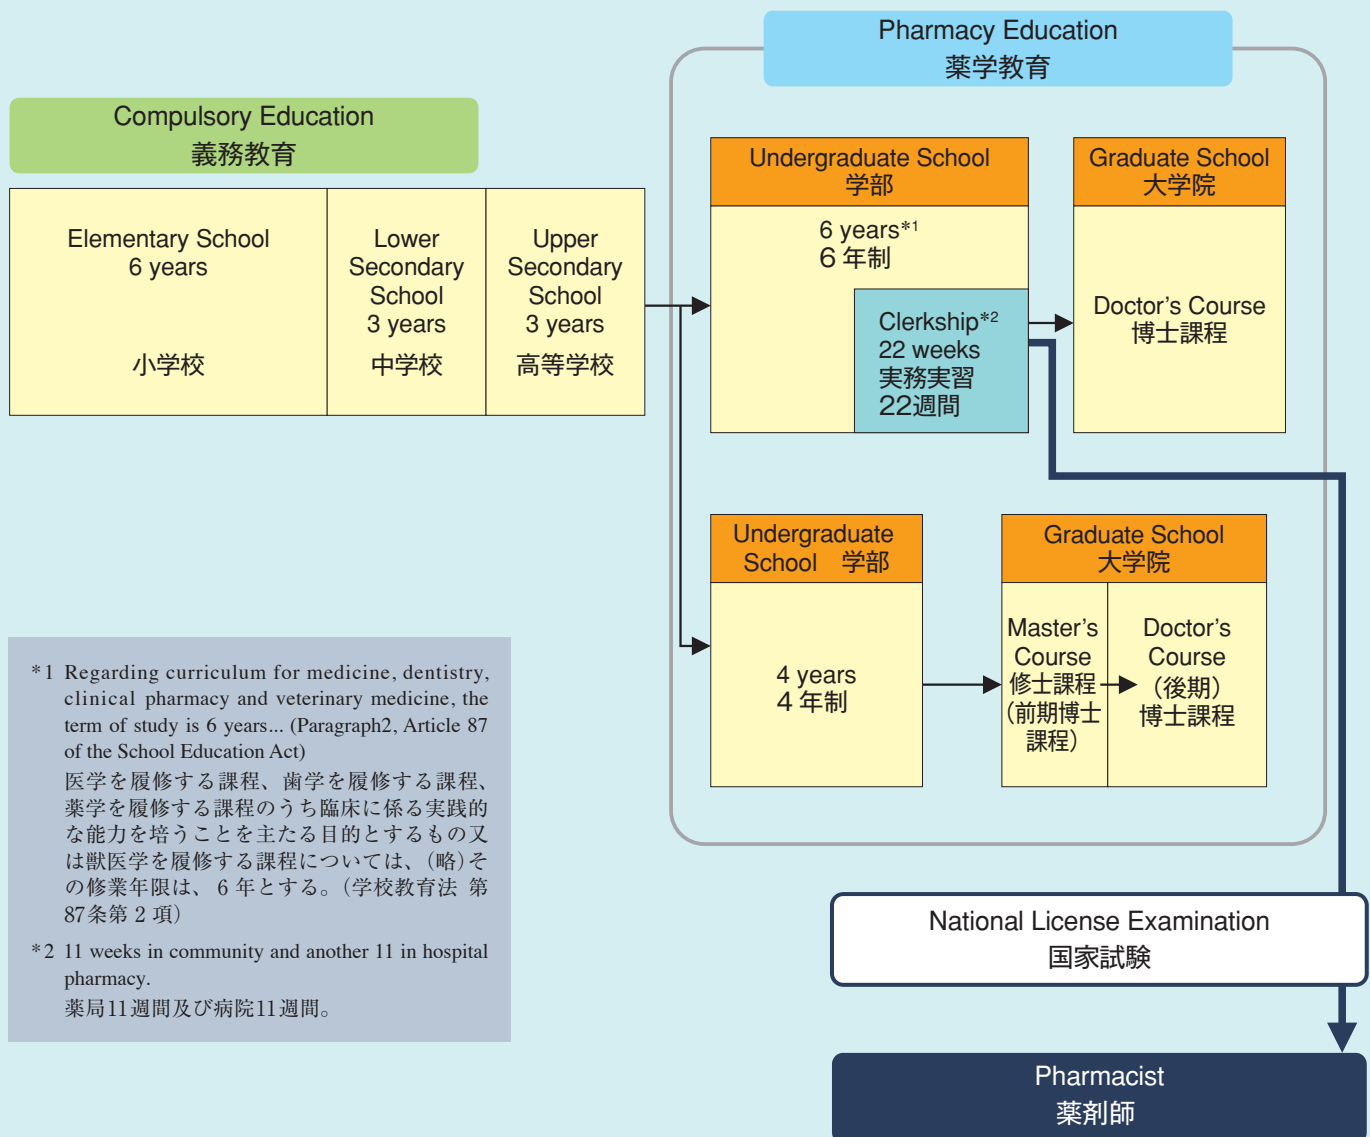 Pharmacy Education
薬学教育
Compulsory Education
義務教育
Elementary School
6 years
小学校
Lower
Secondary
School
3 years
中学校
Upper
Secondary
School
3 years
高等学校
Undergraduate School
学部
6 years*1
6 年制
Clerkship*2
22 weeks
実務実習
22週間
Graduate School
大学院
Doctor's Course
博士課程
Undergraduate
School 学部
4 years
4 年制
Graduate School
大学院
Master's
Course
修士課程
(前期博士
課程)
Doctor's
Course
(後期)
博士課程
*1 Regarding curriculum for medicine, dentistry,
clinical pharmacy and veterinary medicine, the
term of study is 6 years... (Paragraph2, Article 87
of the School Education Act)
医学を履修する課程、歯学を履修する課程、
薬学を履修する課程のうち臨床に係る実践的
な能力を培うことを主たる目的とするもの又
は獣医学を履修する課程については、(略)そ
の修業年限は、6 年とする。(学校教育法 第
87条第 2 項)
*2 11 weeks in community and another 11 in hospital
pharmacy.
薬局11週間及び病院11週間。
National License Examination
国家試験
Pharmacist
薬剤師